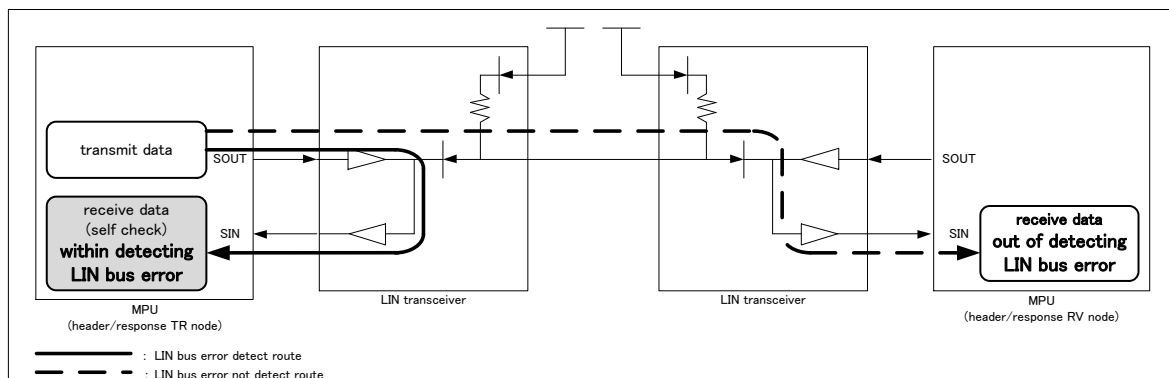 transmit data
SOUT
receive data
(self check)
within detecting
LIN bus error
SIN
MPU
(header/response TR node)
LIN transceiver
LIN transceiver
SOUT
SIN
receive data
out of detecting
LIN bus error
MPU
(header/response RV node)
: LIN bus error detect route
: LIN bus error not detect route